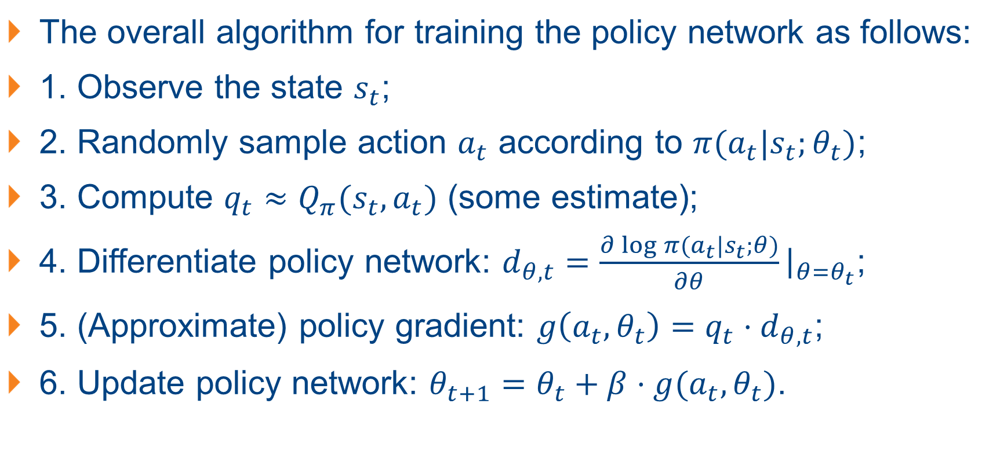 The overall algorithm for training the policy network as follows:
1. Observe the state $s_t$;
2. Randomly sample action $a_t$ according to $\pi(a_t|s_t; \theta_t)$;
3. Compute $q_t \approx Q_\pi(s_t, a_t)$ (some estimate);
4. Differentiate policy network: $d_{\theta,t} = \frac{\partial \log \pi(a_t|s_t;\theta)}{\partial \theta}|_{\theta=\theta_t}$;
5. (Approximate) policy gradient: $g(a_t, \theta_t) = q_t \cdot d_{\theta,t}$;
6. Update policy network: $\theta_{t+1} = \theta_t + \beta \cdot g(a_t, \theta_t)$.